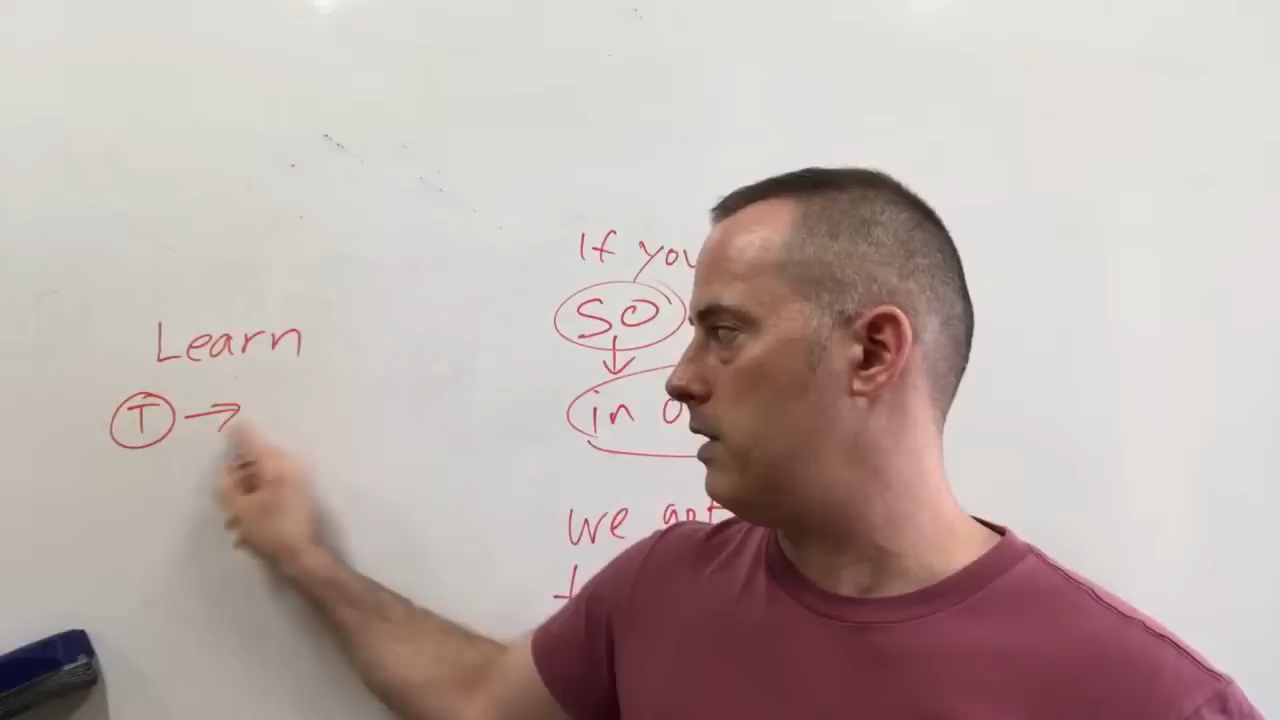 Learn
T →
If you
SO
in
we got